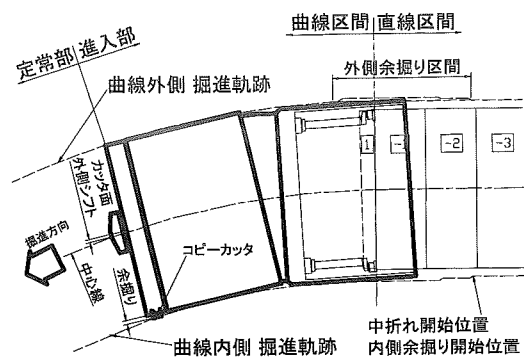 曲線区間 直線区間
外側余掘り区間
定常部 進入部
曲線外側 掘進軌跡
カッタ面
外側シフト
掘進方向
中心線
余掘り
コピーカッタ
1
-2
-3
中折れ開始位置
内側余掘り開始位置
曲線内側 掘進軌跡